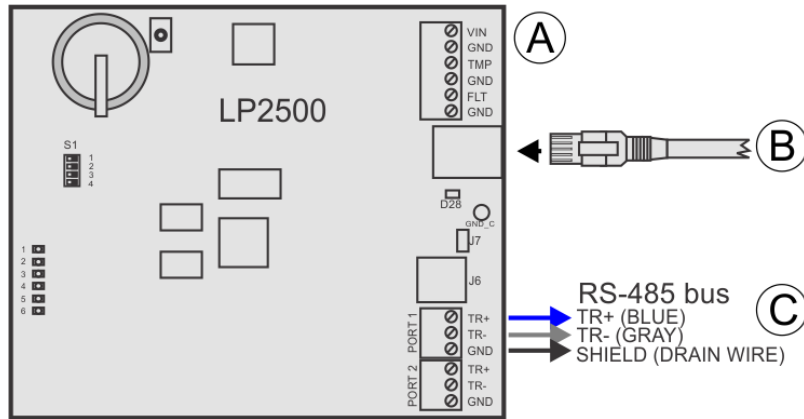 VIN
GND
TMP
GND
FLT
GND
A
LP2500
S1
1
2
3
4
B
D28
GND_C
J7
J6
1
2
3
4
5
6
PORT 1
TR+
TR-
GND
PORT 2
TR+
TR-
GND
RS-485 bus
TR+ (BLUE)
TR- (GRAY)
SHIELD (DRAIN WIRE)
C